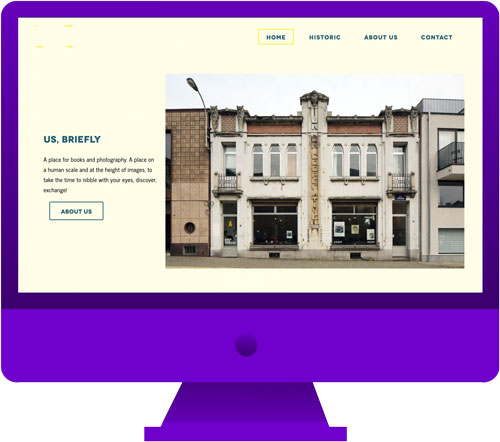 HOME
HISTORIC
ABOUT US
CONTACT
US, BRIEFLY
A place for books and photography. A place on
a human scale and at the height of images, to
take the time to nibble with your eyes, discover,
exchange!
ABOUT US